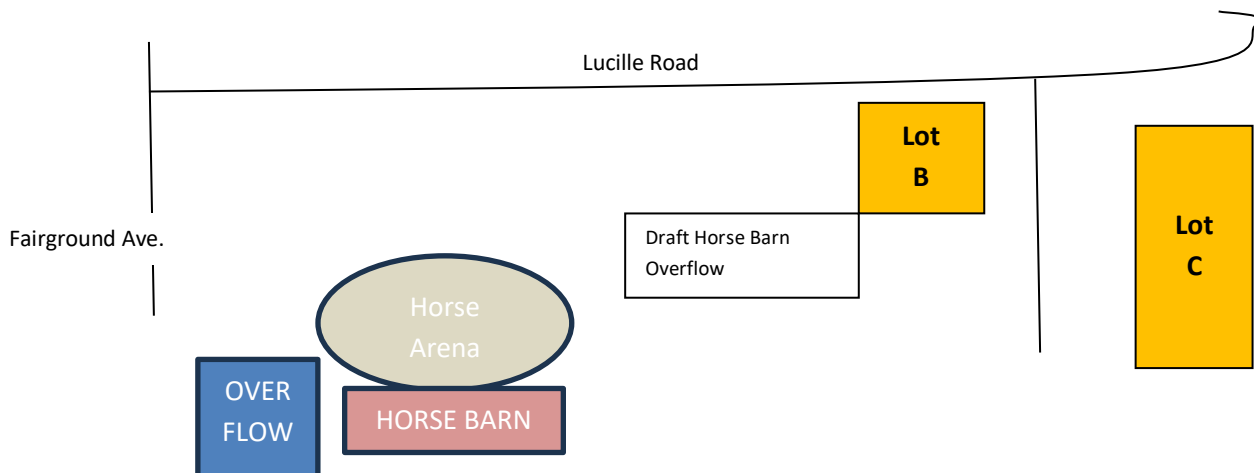 Lucille Road
Lot
B
Fairground Ave.
Draft Horse Barn
Overflow
Lot
C
Horse
Arena
OVER
FLOW
HORSE BARN